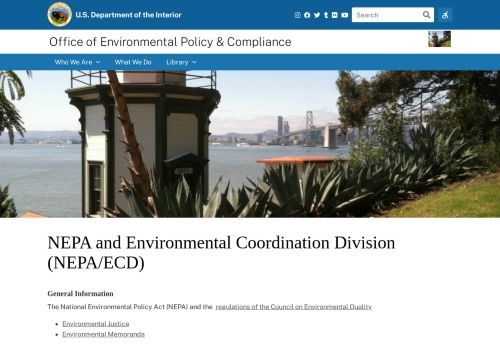 U.S. Department of the Interior
Search
Office of Environmental Policy & Compliance
Who We Are
What We Do
Library
NEPA and Environmental Coordination Division
(NEPA/ECD)
General Information
The National Environmental Policy Act (NEPA) and the regulations of the Council on Environmental Quality
Environmental Justice
Environmental Memoranda